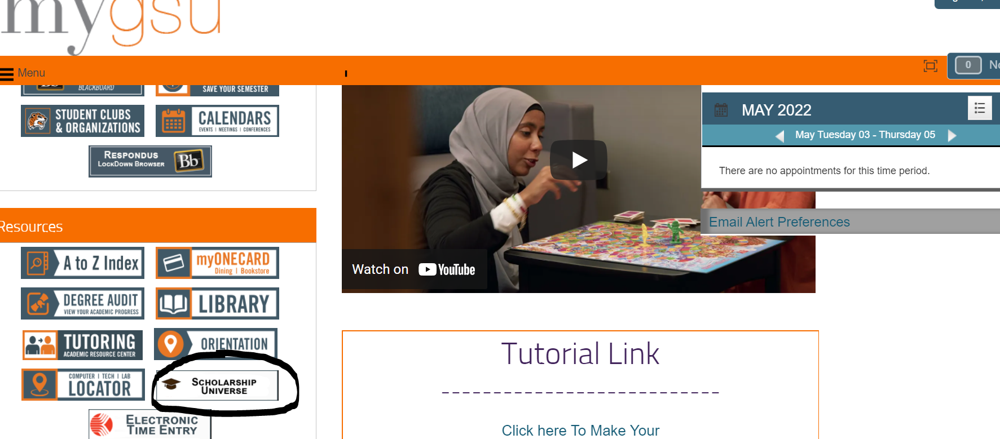 mygsu
Menu
0
BLACKBOARD
SAVE YOUR SEMESTER
STUDENT CLUBS
& ORGANIZATIONS
CALENDARS
EVENTS | MEETINGS | CONFERENCES
RESPONDUS
LOCKDOWN BROWSER
Bb
Resources
A to Z Index
myONECARD
Dining | Bookstore
DEGREE AUDIT
VIEW YOUR ACADEMIC PROGRESS
LIBRARY
TUTORING
ACADEMIC RESOURCE CENTER
ORIENTATION
COMPUTER | TECH | LAB
LOCATOR
SCHOLARSHIP
UNIVERSE
ELECTRONIC
TIME ENTRY
Watch on YouTube
Tutorial Link
---------------------------
Click here To Make Your
MAY 2022
May Tuesday 03 - Thursday 05
There are no appointments for this time period.
Email Alert Preferences